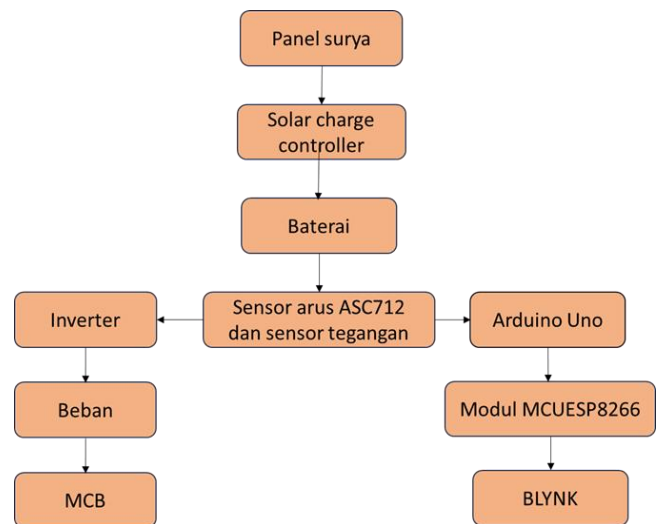 Panel surya
Solar charge
controller
Baterai
Inverter
Sensor arus ASC712
dan sensor tegangan
Arduino Uno
Beban
Modul MCUESP8266
MCB
BLYNK